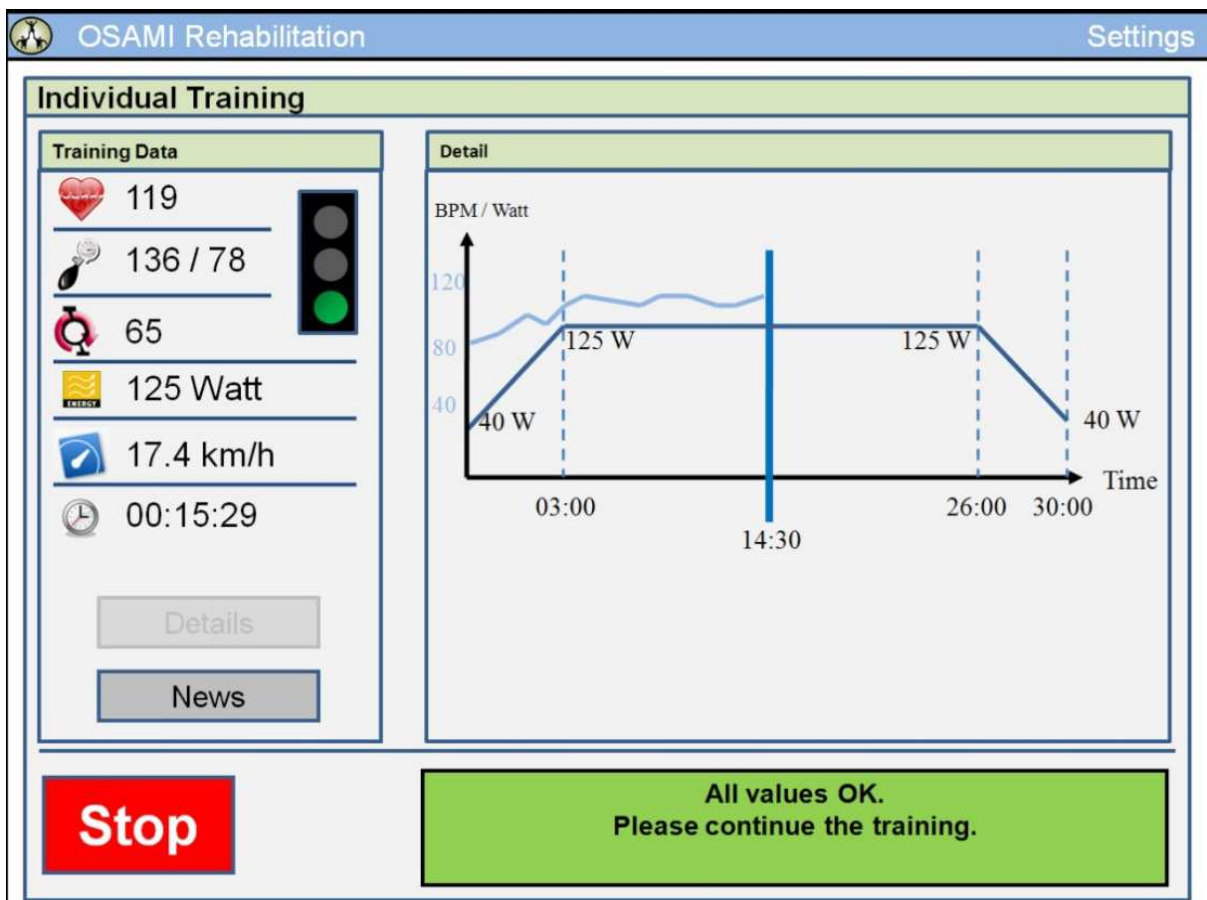 OSAMI Rehabilitation
Settings
Individual Training
Training Data
119
136 / 78
65
ENERGY
125 Watt
17.4 km/h
00:15:29
Details
News
Detail
BPM / Watt
120
80
40
125 W
125 W
40 W
40 W
Time
03:00
14:30
26:00
30:00
Stop
All values OK.
Please continue the training.